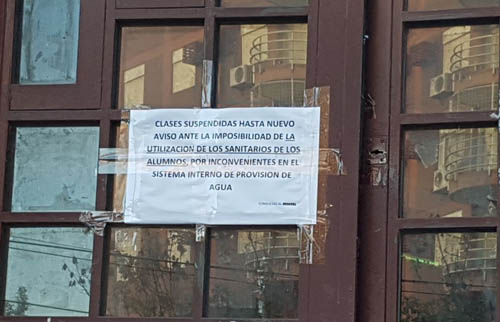 CLASES SUSPENDIDAS HASTA NUEVO
AVISO ANTE LA IMPOSIBILIDAD DE LA
UTILIZACION DE LOS SANITARIOS DE LOS
ALUMNOS, POR INCONVENIENTES EN EL
SISTEMA INTERNO DE PROVISION DE
AGUA